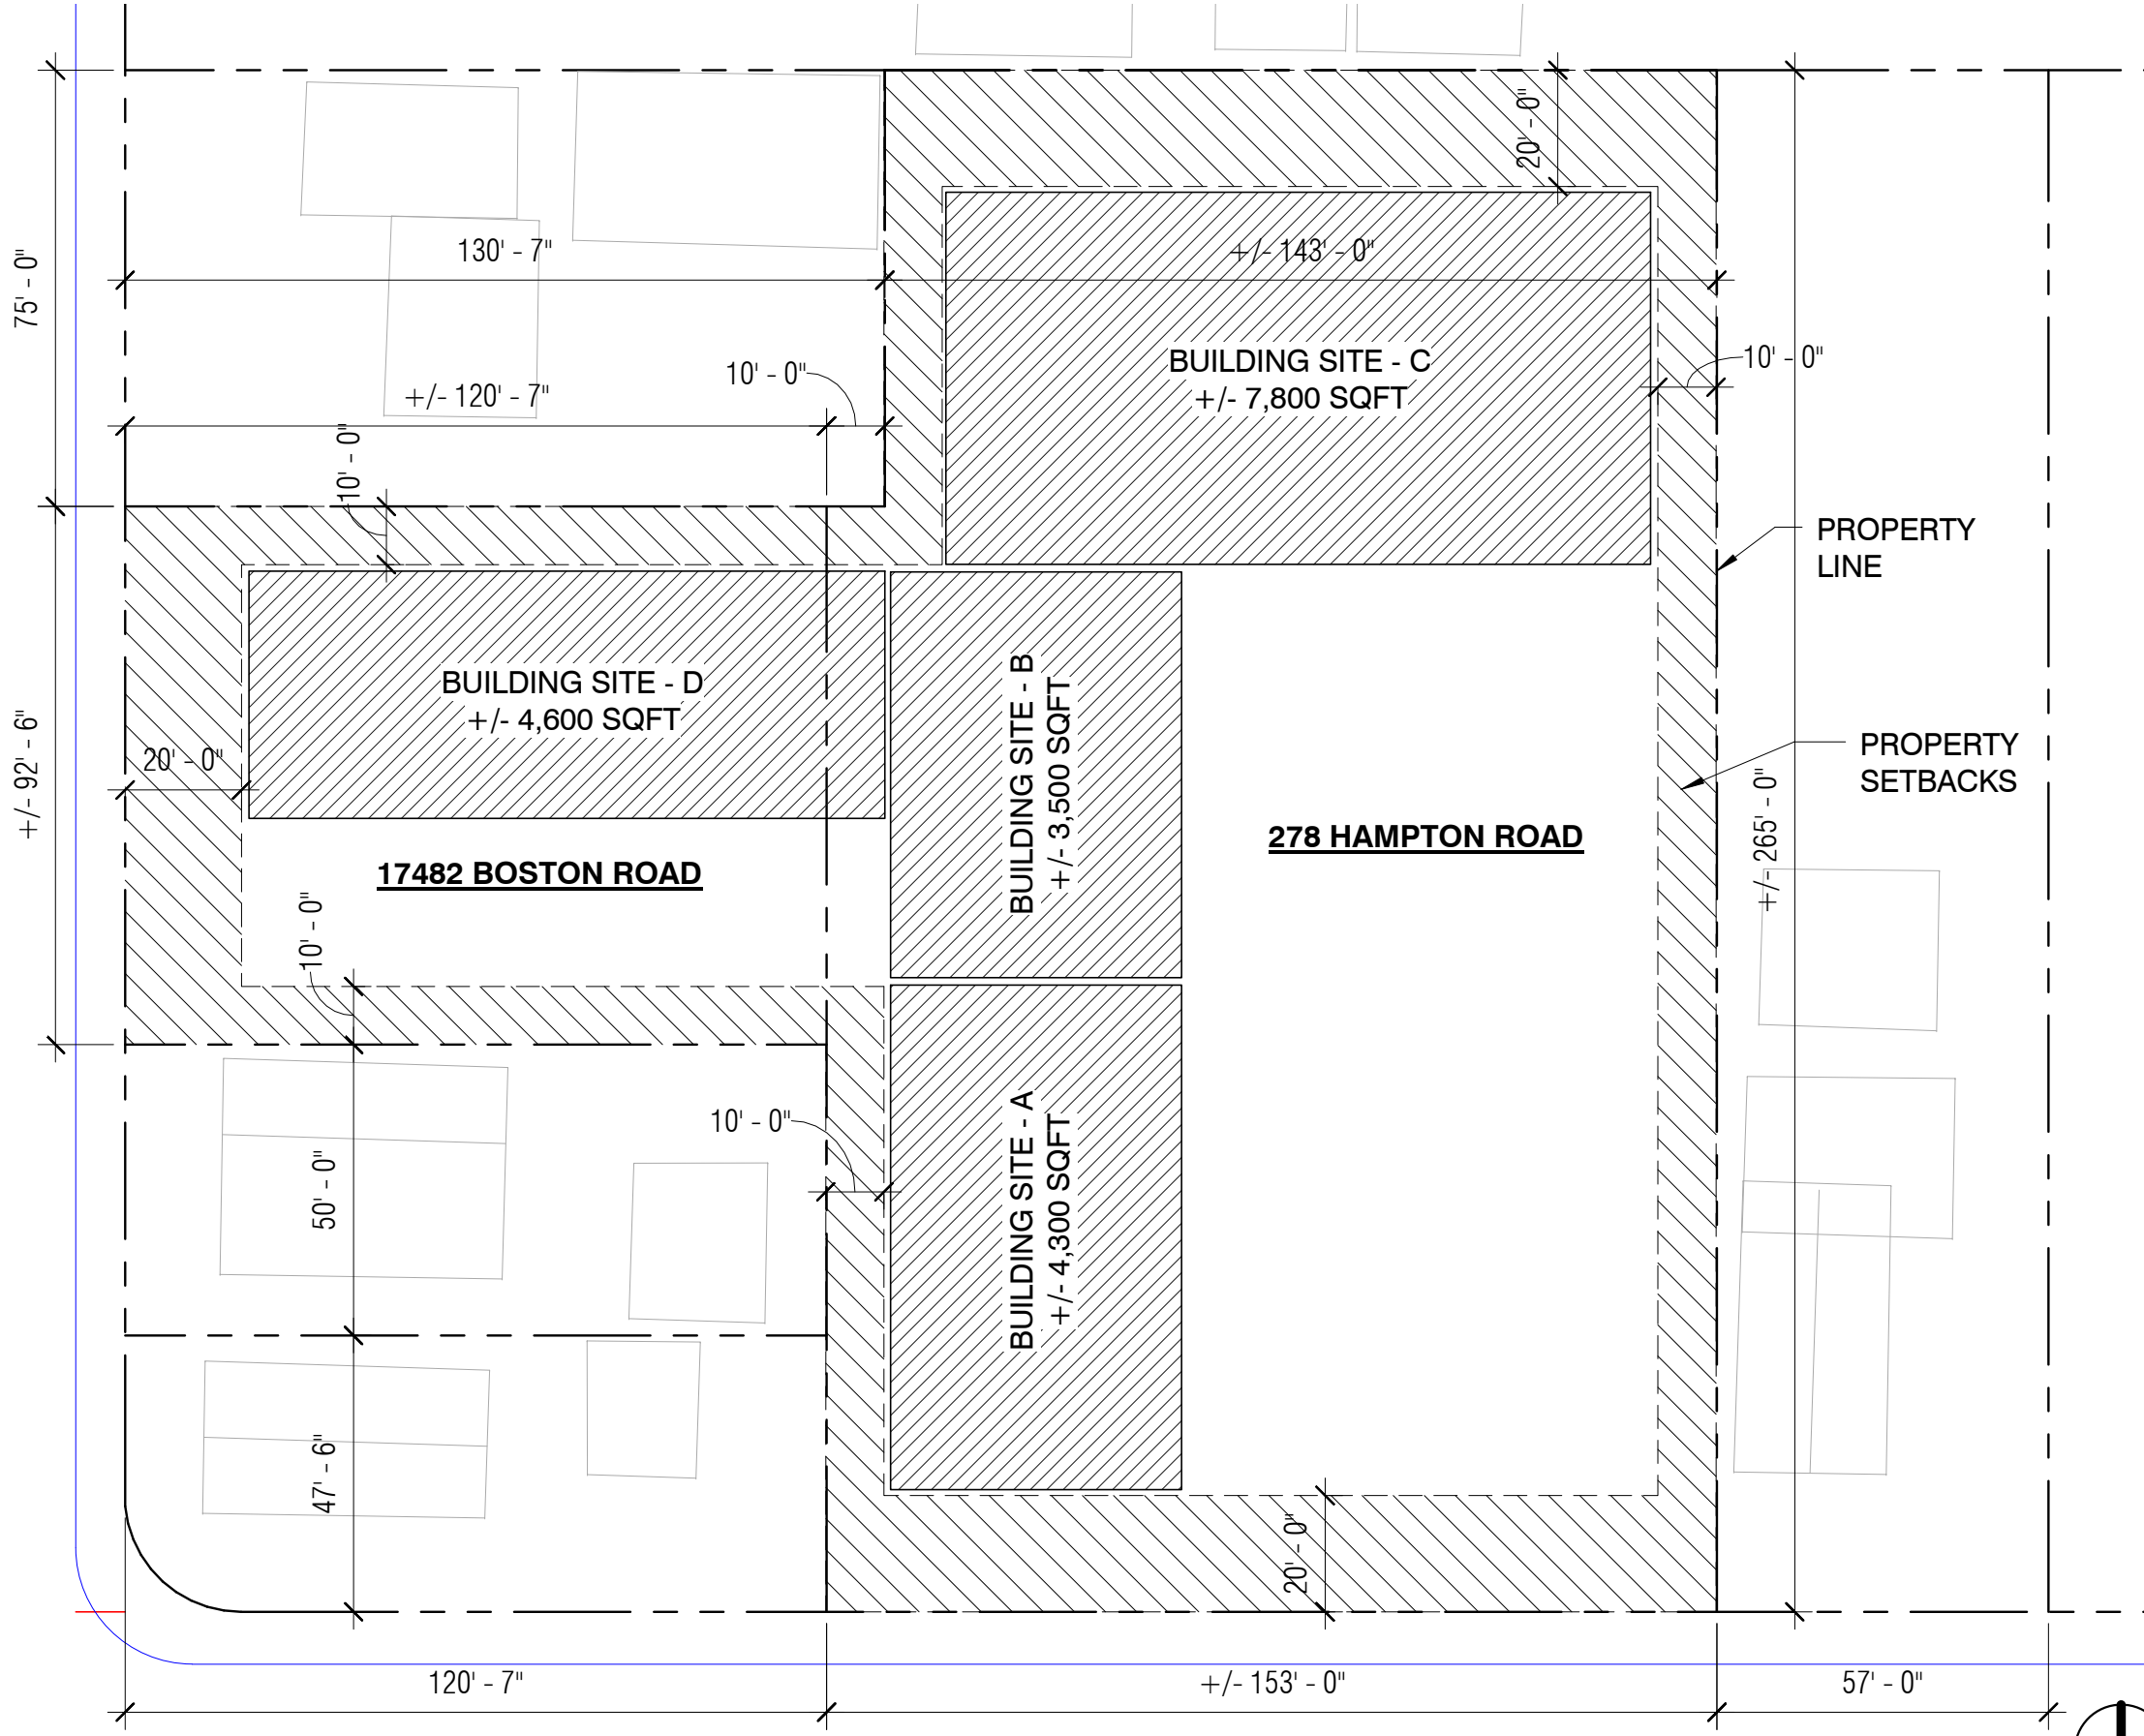 20' - 0"
130' - 7"
+/- 143' - 0"
75' - 0"
BUILDING SITE - C
+/- 7,800 SQFT
10' - 0"
10' - 0"
+/- 120' - 7"
10' - 0"
PROPERTY
LINE
BUILDING SITE - D
+/- 4,600 SQFT
BUILDING SITE - B
+/- 3,500 SQFT
+/- 92' - 6"
20' - 0"
PROPERTY
SETBACKS
+/- 265' - 0"
278 HAMPTON ROAD
17482 BOSTON ROAD
10' - 0"
10' - 0"
BUILDING SITE - A
+/- 4,300 SQFT
50' - 0"
47' - 6"
20' - 0"
120' - 7"
+/- 153' - 0"
57' - 0"